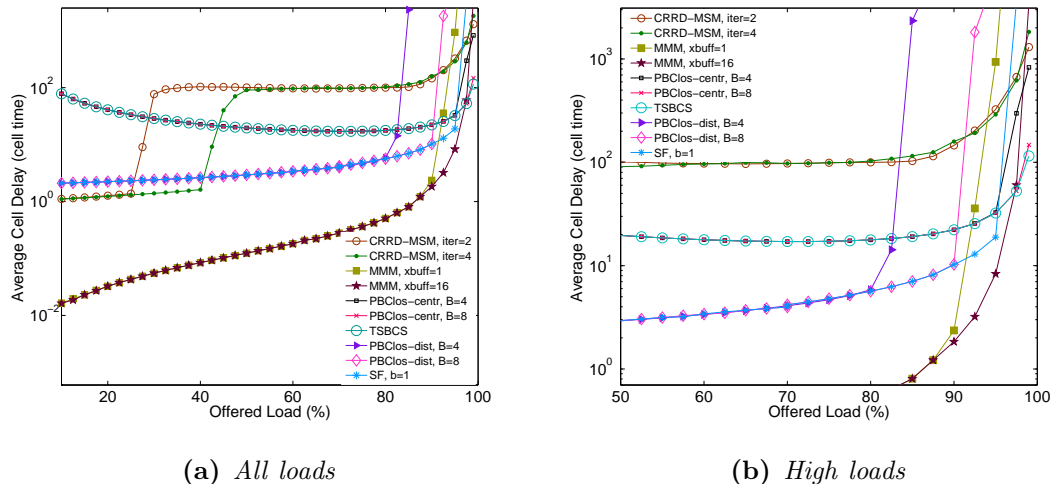 Average Cell Delay (cell time)
10^2
10^0
10^−2
20
40
60
80
100
Offered Load (%)
CRRD−MSM, iter=2
CRRD−MSM, iter=4
MMM, xbuff=1
MMM, xbuff=16
PBClos−centr, B=4
PBClos−centr, B=8
TSBCS
PBClos−dist, B=4
PBClos−dist, B=8
SF, b=1
(a) All loads
Average Cell Delay (cell time)
10^3
10^2
10^1
10^0
50
60
70
80
90
100
Offered Load (%)
CRRD−MSM, iter=2
CRRD−MSM, iter=4
MMM, xbuff=1
MMM, xbuff=16
PBClos−centr, B=4
PBClos−centr, B=8
TSBCS
PBClos−dist, B=4
PBClos−dist, B=8
SF, b=1
(b) High loads